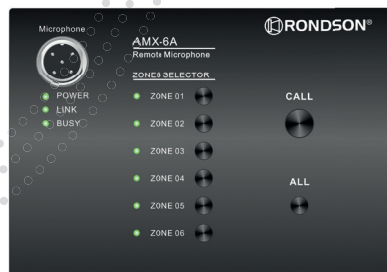 Microphone
POWER
LINK
BUSY
AMX-6A
Remote Microphone
ZONES SELECTOR
ZONE 01
ZONE 02
ZONE 03
ZONE 04
ZONE 05
ZONE 06
RONDSON®
CALL
ALL